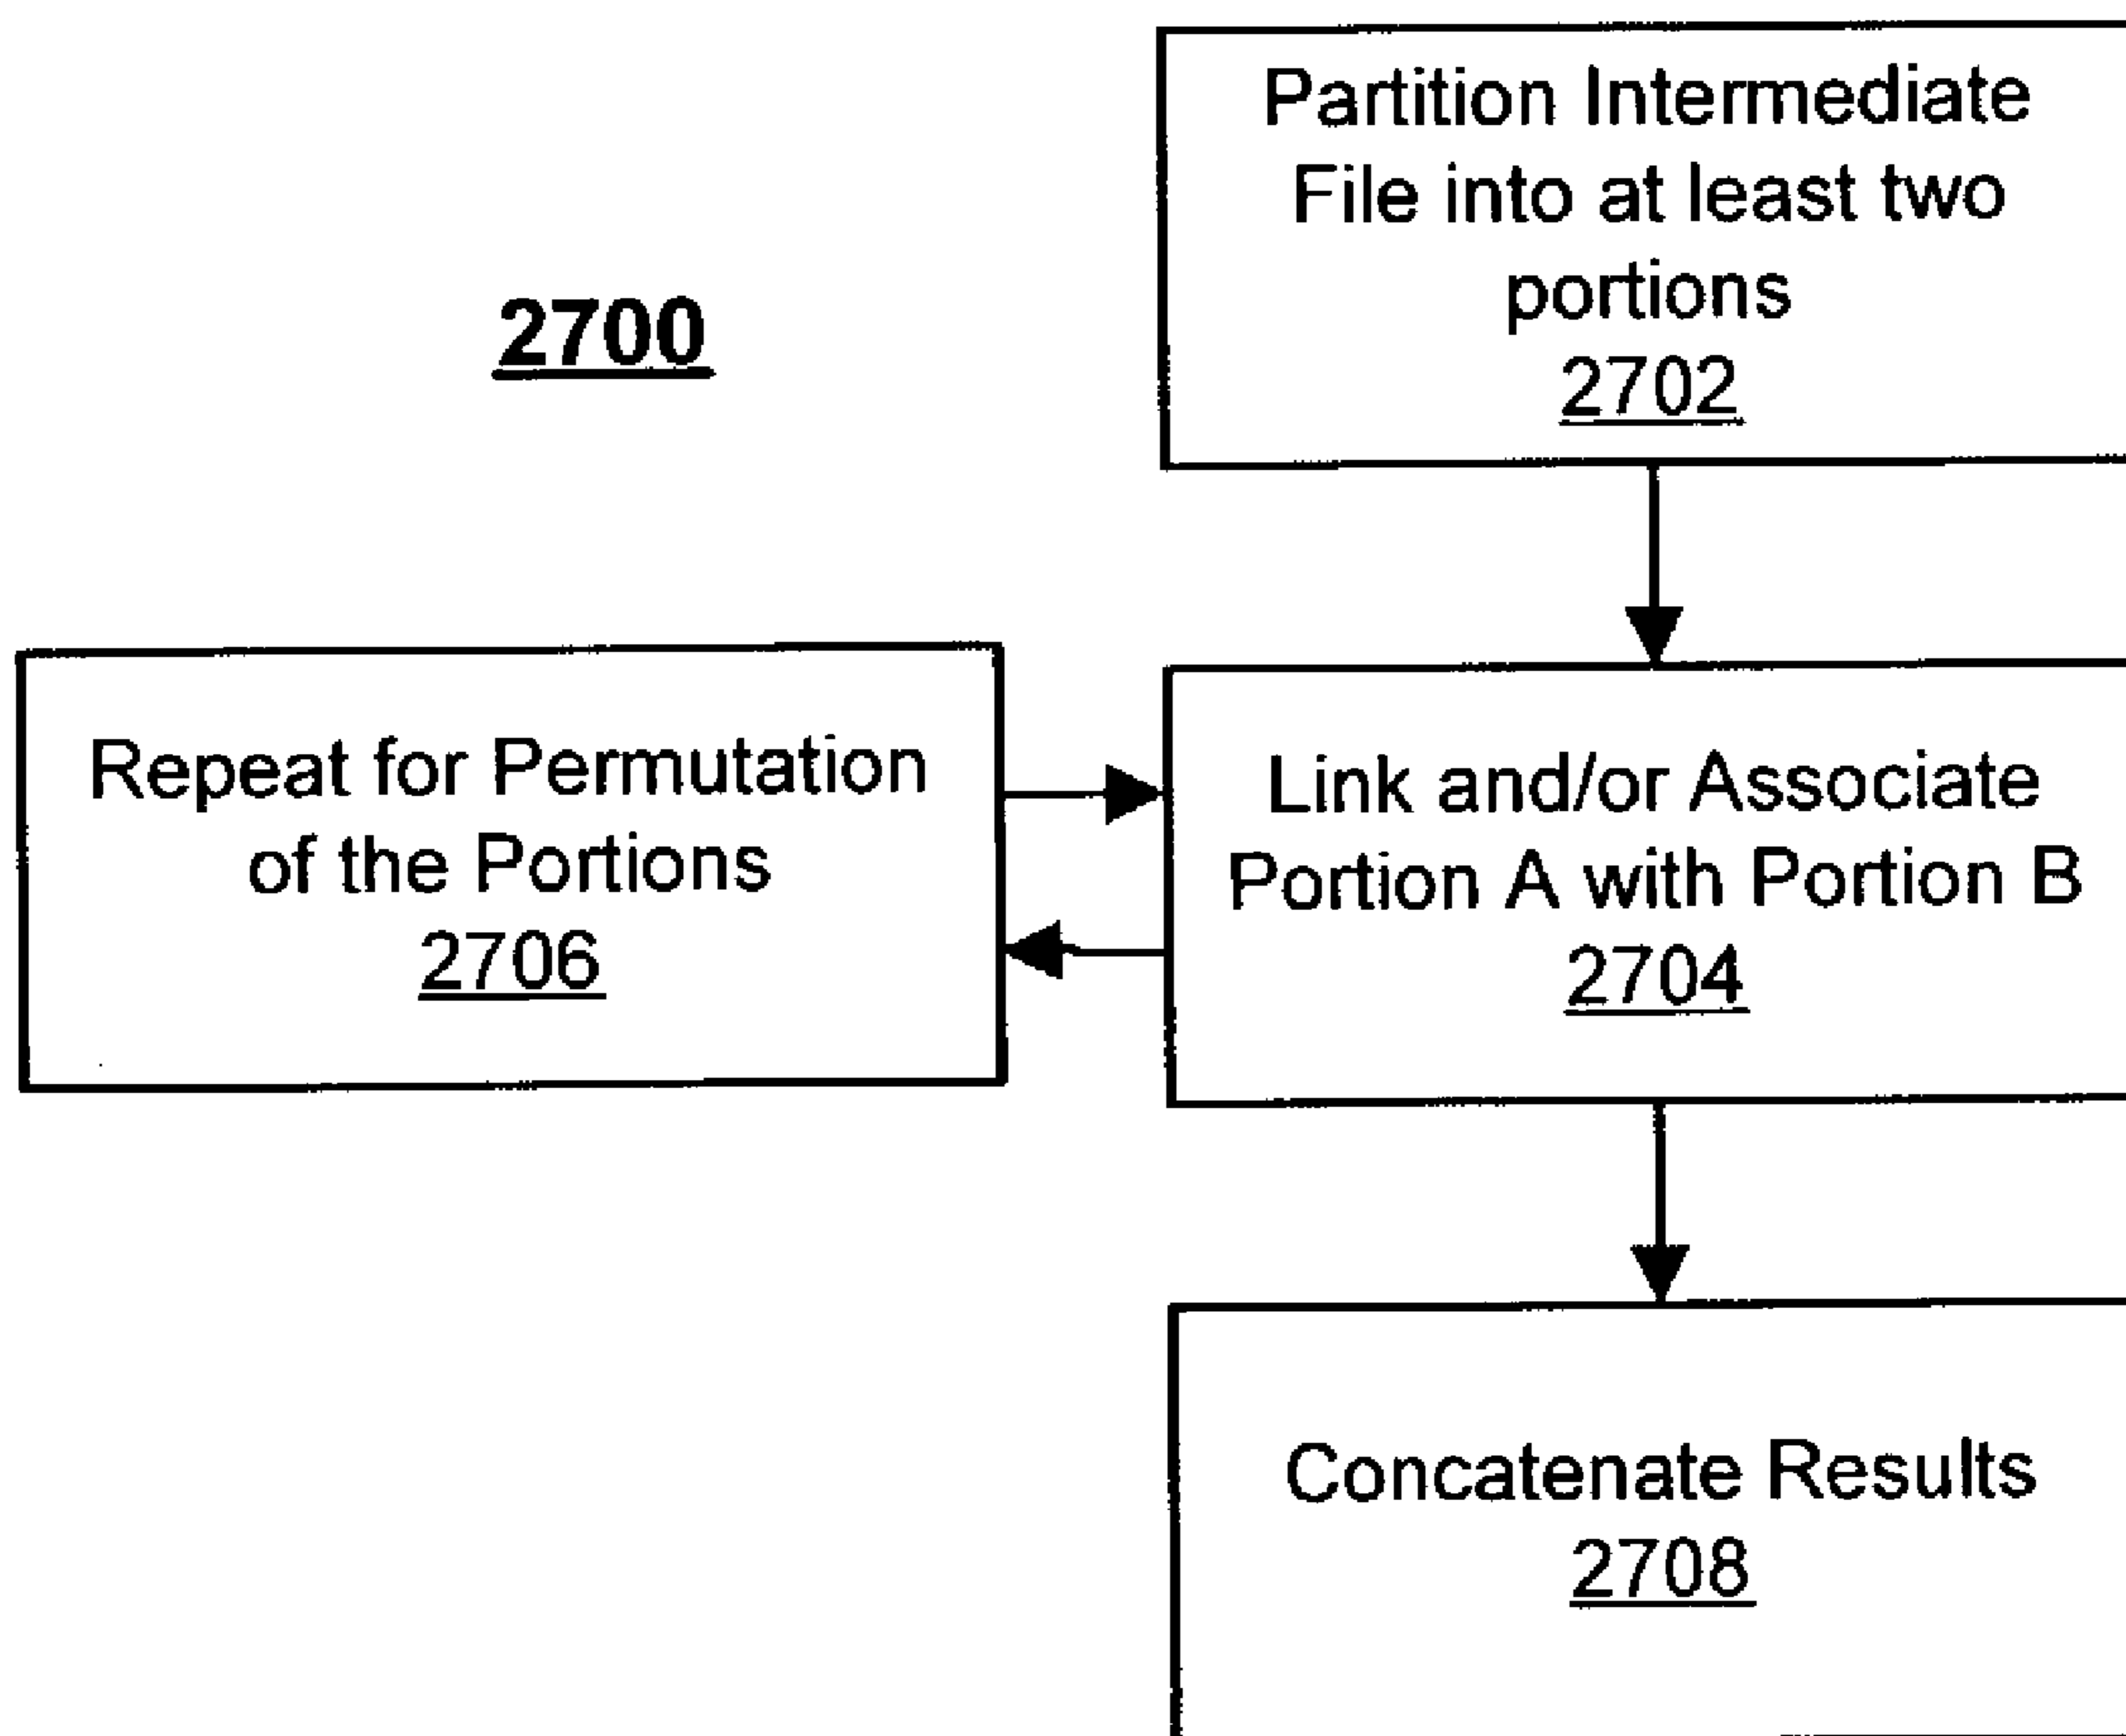 Partition Intermediate
File into at least two
portions
2702
2700
Repeat for Permutation
of the Portions
2706
Link and/or Associate
Portion A with Portion B
2704
Concatenate Results
2708